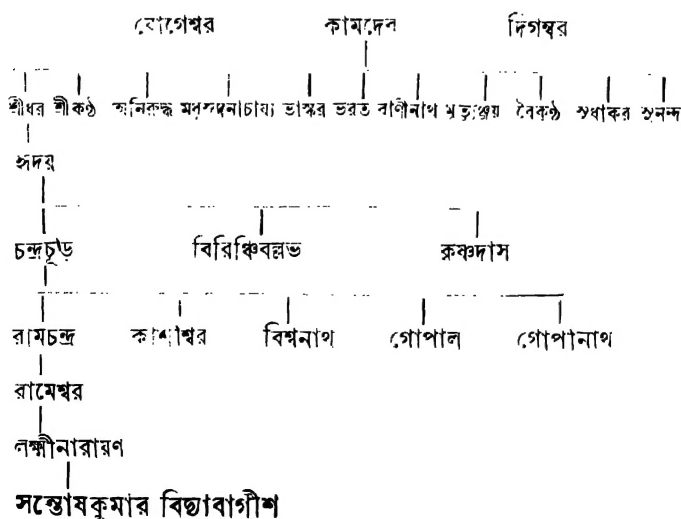 যোগেশ্বর কামদেব দিগম্বর
শ্রীধর শ্রীকণ্ঠ অনিরুদ্ধ মধুসূদনাচার্য্য ভাস্কর ভরত বাণীনাথ মৃত্যুঞ্জয় বৈকুণ্ঠ সুধাকর সুনন্দ
হৃদয়
চন্দ্রচূড় বিরিঞ্চিবল্লভ কৃষ্ণদাস
রামচন্দ্র কাশীশ্বর বিশ্বনাথ গোপাল গোপীনাথ
রামেশ্বর
লক্ষ্মীনারায়ণ
সন্তোষকুমার বিদ্যাবাগীশ